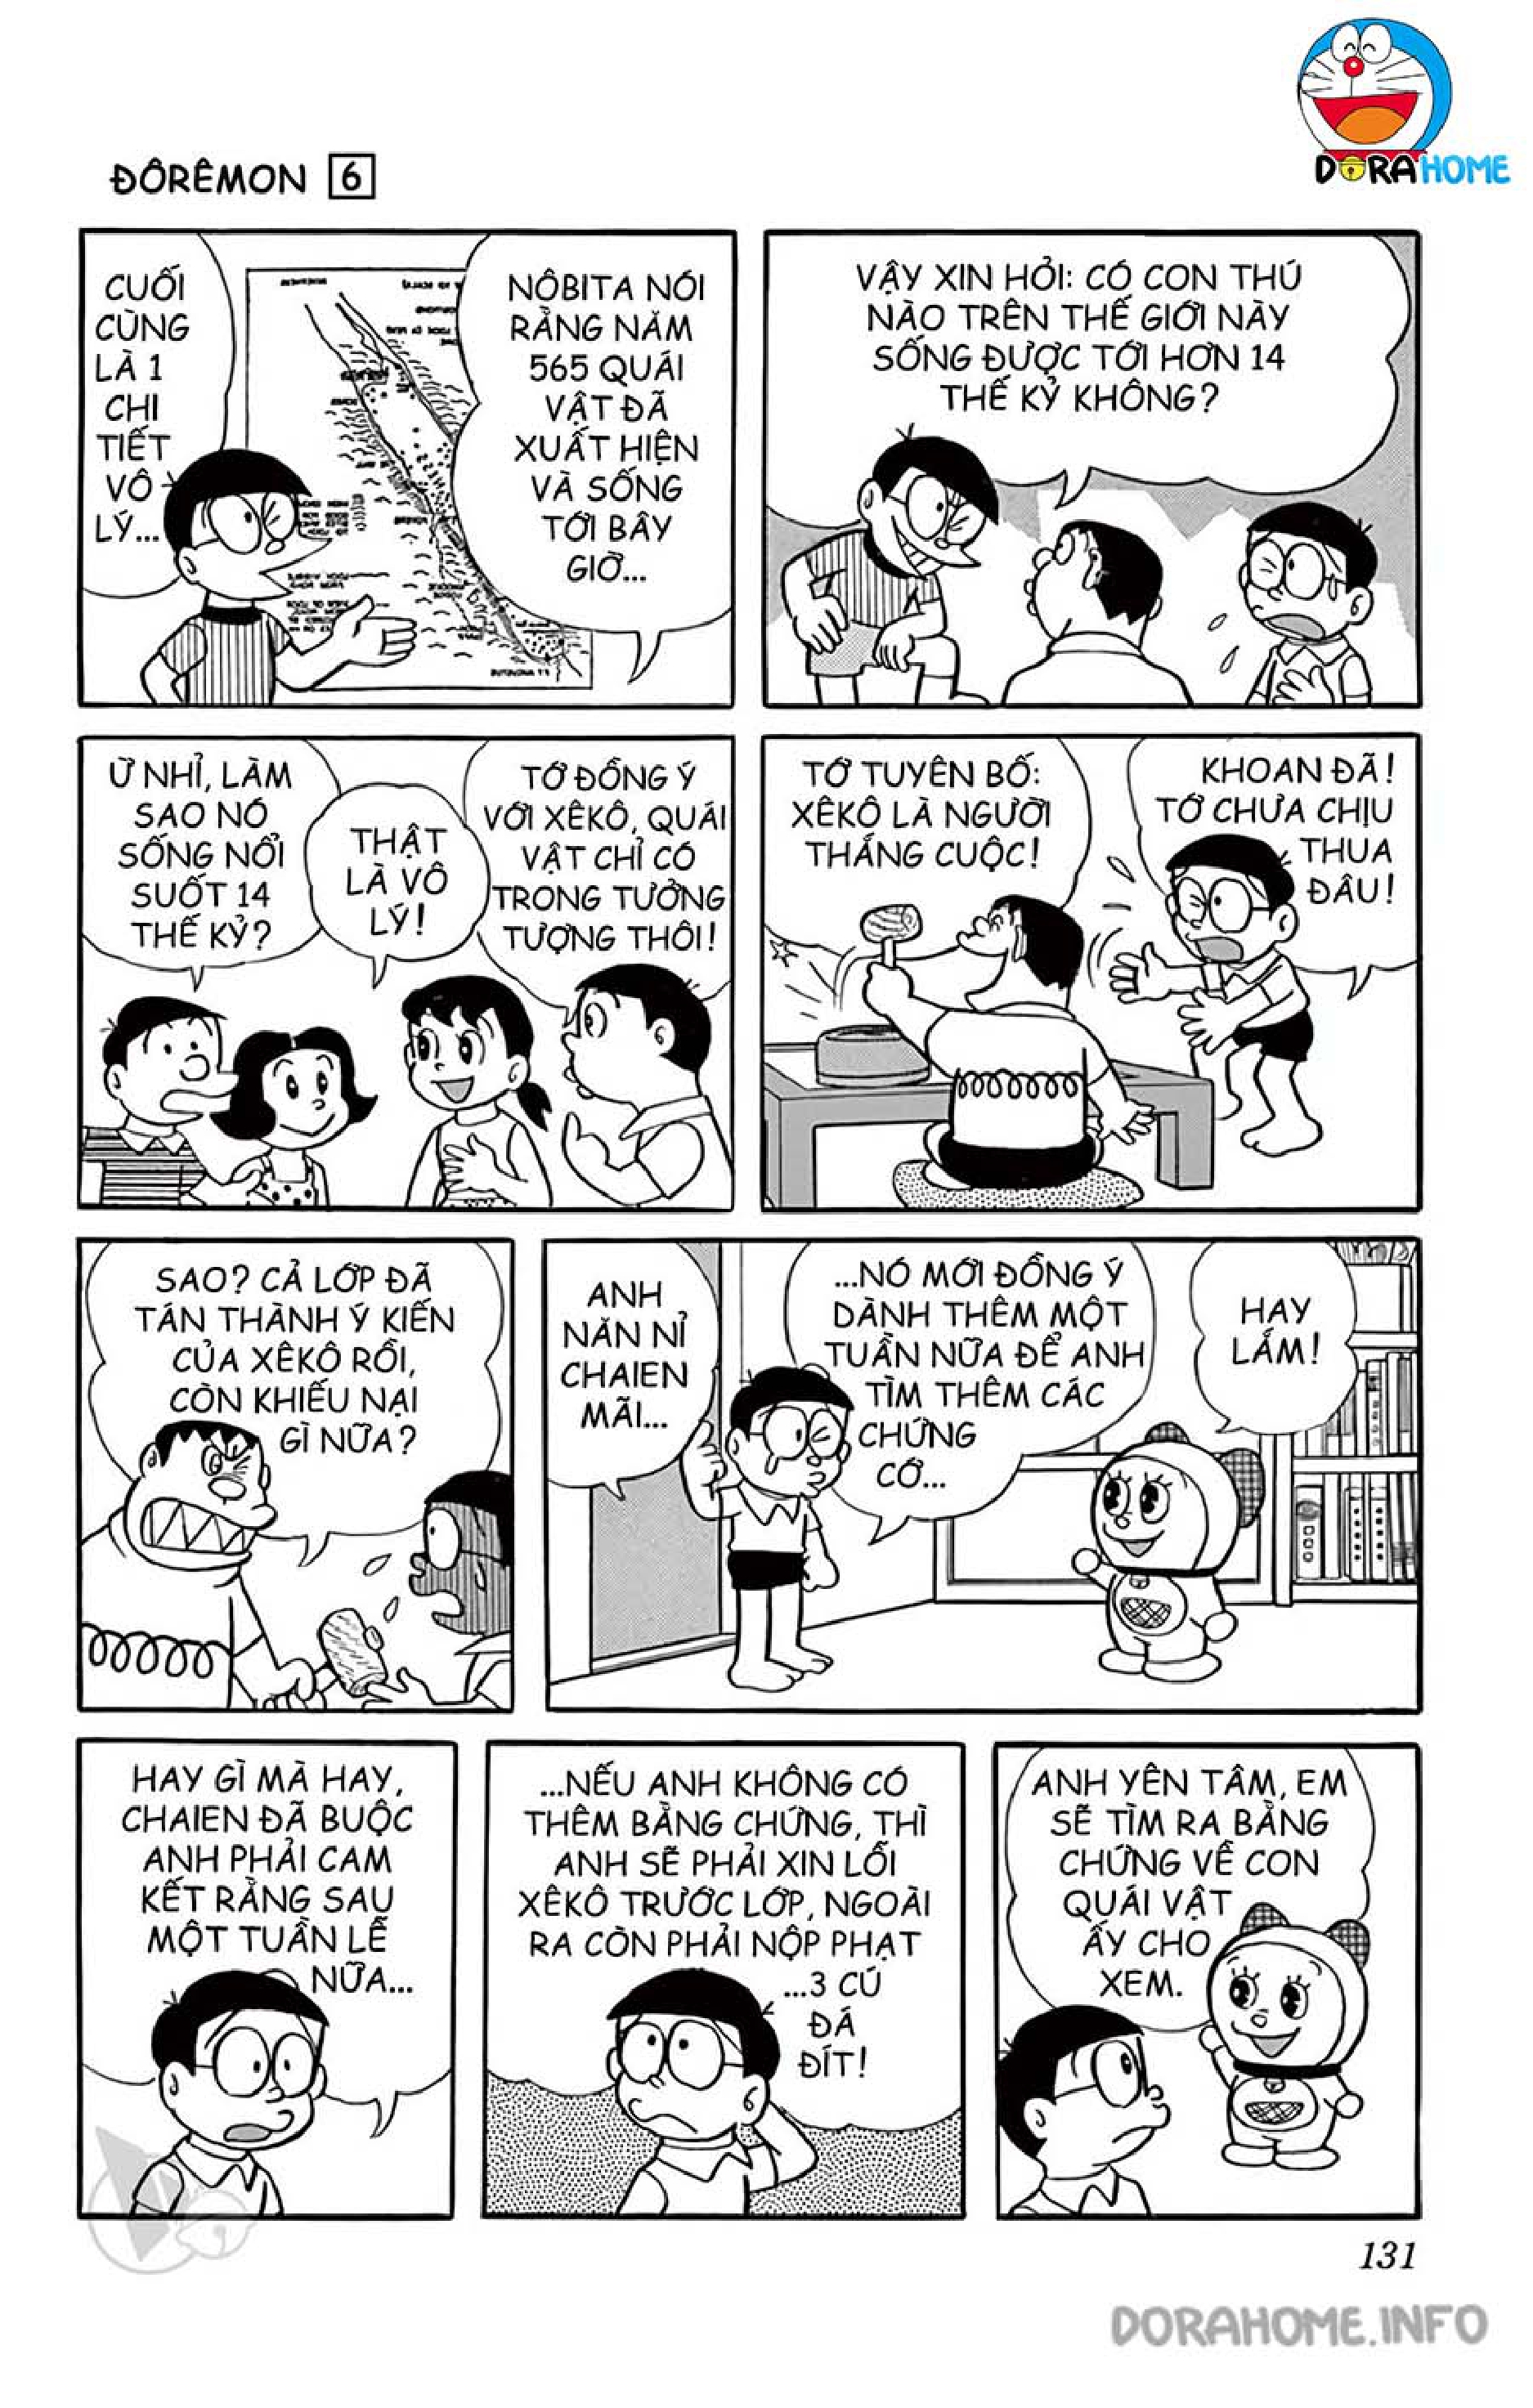 DORAHOME
ĐÔRÊMON 6
CUỐI
CÙNG
LÀ 1
CHI
TIẾT
VÔ
LÝ...
NÔBITA NÓI
RẰNG NĂM
565 QUÁI
VẬT ĐÃ
XUẤT HIỆN
VÀ SỐNG
TỚI BÂY
GIỜ...
VẬY XIN HỎI: CÓ CON THÚ
NÀO TRÊN THẾ GIỚI NÀY
SỐNG ĐƯỢC TỚI HƠN 14
THẾ KỶ KHÔNG?
Ừ NHỈ, LÀM
SAO NÓ
SỐNG NỔI
SUỐT 14
THẾ KỶ?
THẬT
LÀ VÔ
LÝ!
TỚ ĐỒNG Ý
VỚI XÊKÔ, QUÁI
VẬT CHỈ CÓ
TRONG TƯỞNG
TƯỢNG THÔI!
TỚ TUYÊN BỐ:
XÊKÔ LÀ NGƯỜI
THẮNG CUỘC!
KHOAN ĐÃ!
TỚ CHƯA CHỊU
THUA
ĐÂU!
SAO? CẢ LỚP ĐÃ
TÁN THÀNH Ý KIẾN
CỦA XÊKÔ RỒI,
CÒN KHIẾU NẠI
GÌ NỮA?
ANH
NĂN NỈ
CHAIEN
MÃI...
...NÓ MỚI ĐỒNG Ý
DÀNH THÊM MỘT
TUẦN NỮA ĐỂ ANH
TÌM THÊM CÁC
CHỨNG
CỚ...
HAY
LẮM!
HAY GÌ MÀ HAY,
CHAIEN ĐÃ BUỘC
ANH PHẢI CAM
KẾT RẰNG SAU
MỘT TUẦN LỄ
NỮA...
...NẾU ANH KHÔNG CÓ
THÊM BẰNG CHỨNG, THÌ
ANH SẼ PHẢI XIN LỖI
XÊKÔ TRƯỚC LỚP, NGOÀI
RA CÒN PHẢI NỘP PHẠT
...3 CÚ
ĐÁ
ĐÍT!
ANH YÊN TÂM, EM
SẼ TÌM RA BẰNG
CHỨNG VỀ CON
QUÁI VẬT
ẤY CHO
XEM.
131
DORAHOME.INFO